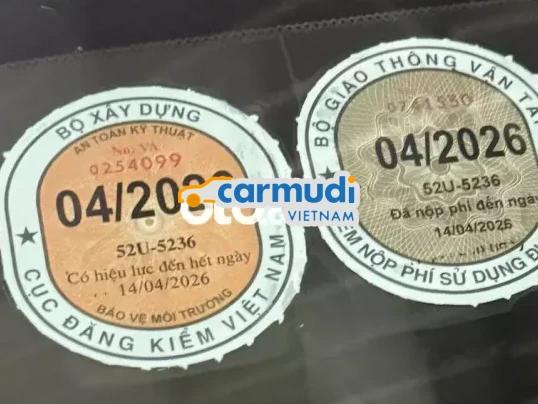 BỘ XÂY DỰNG
AN TOÀN KỸ THUẬT
No. VA
0254099
04/202
52U-5236
Có hiệu lực đến hết ngày
14/04/2026
BẢO VỆ MÔI TRƯỜNG
CỤC ĐĂNG KIỂM VIỆT NAM
carmudi
VIETNAM
BỘ GIAO THÔNG VẬN TẢ
04/2026
52U-5236
Đã nộp phí đến ngày
14/04/2026
NỘP PHÍ SỬ DỤNG